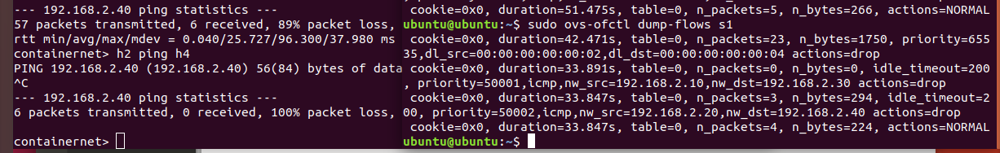 --- 192.168.2.40 ping statistics ---
57 packets transmitted, 6 received, 89% packet loss,
rtt min/avg/max/mdev = 0.040/25.727/96.300/37.980 ms
containernet> h2 ping h4
PING 192.168.2.40 (192.168.2.40) 56(84) bytes of data
^C
--- 192.168.2.40 ping statistics ---
6 packets transmitted, 0 received, 100% packet loss,
containernet>
cookie=0x0, duration=51.475s, table=0, n_packets=5, n_bytes=266, actions=NORMAL
ubuntu@ubuntu:~$ sudo ovs-ofctl dump-flows s1
cookie=0x0, duration=42.471s, table=0, n_packets=23, n_bytes=1750, priority=655
35,dl_src=00:00:00:00:00:02,dl_dst=00:00:00:00:00:04 actions=drop
cookie=0x0, duration=33.891s, table=0, n_packets=0, n_bytes=0, idle_timeout=200
, priority=50001,icmp,nw_src=192.168.2.10,nw_dst=192.168.2.30 actions=drop
cookie=0x0, duration=33.847s, table=0, n_packets=3, n_bytes=294, idle_timeout=2
00, priority=50002,icmp,nw_src=192.168.2.20,nw_dst=192.168.2.40 actions=drop
cookie=0x0, duration=33.847s, table=0, n_packets=4, n_bytes=224, actions=NORMAL
ubuntu@ubuntu:~$